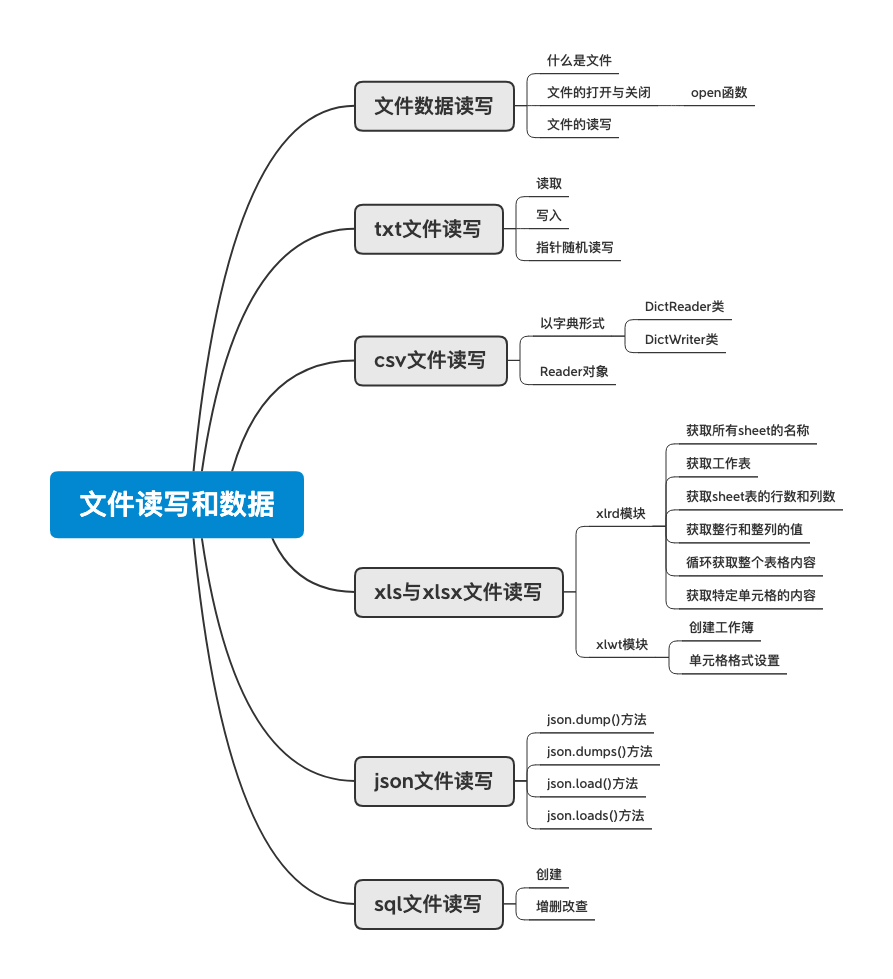 文件读写和数据
文件数据读写
什么是文件
文件的打开与关闭
open函数
文件的读写
txt文件读写
读取
写入
指针随机读写
csv文件读写
以字典形式
DictReader类
DictWriter类
Reader对象
xls与xlsx文件读写
xlrd模块
获取所有sheet的名称
获取工作表
获取sheet表的行数和列数
获取整行和整列的值
循环获取整个表格内容
获取特定单元格的内容
xlwt模块
创建工作簿
单元格格式设置
json文件读写
json.dump()方法
json.dumps()方法
json.load()方法
json.loads()方法
sql文件读写
创建
增删改查